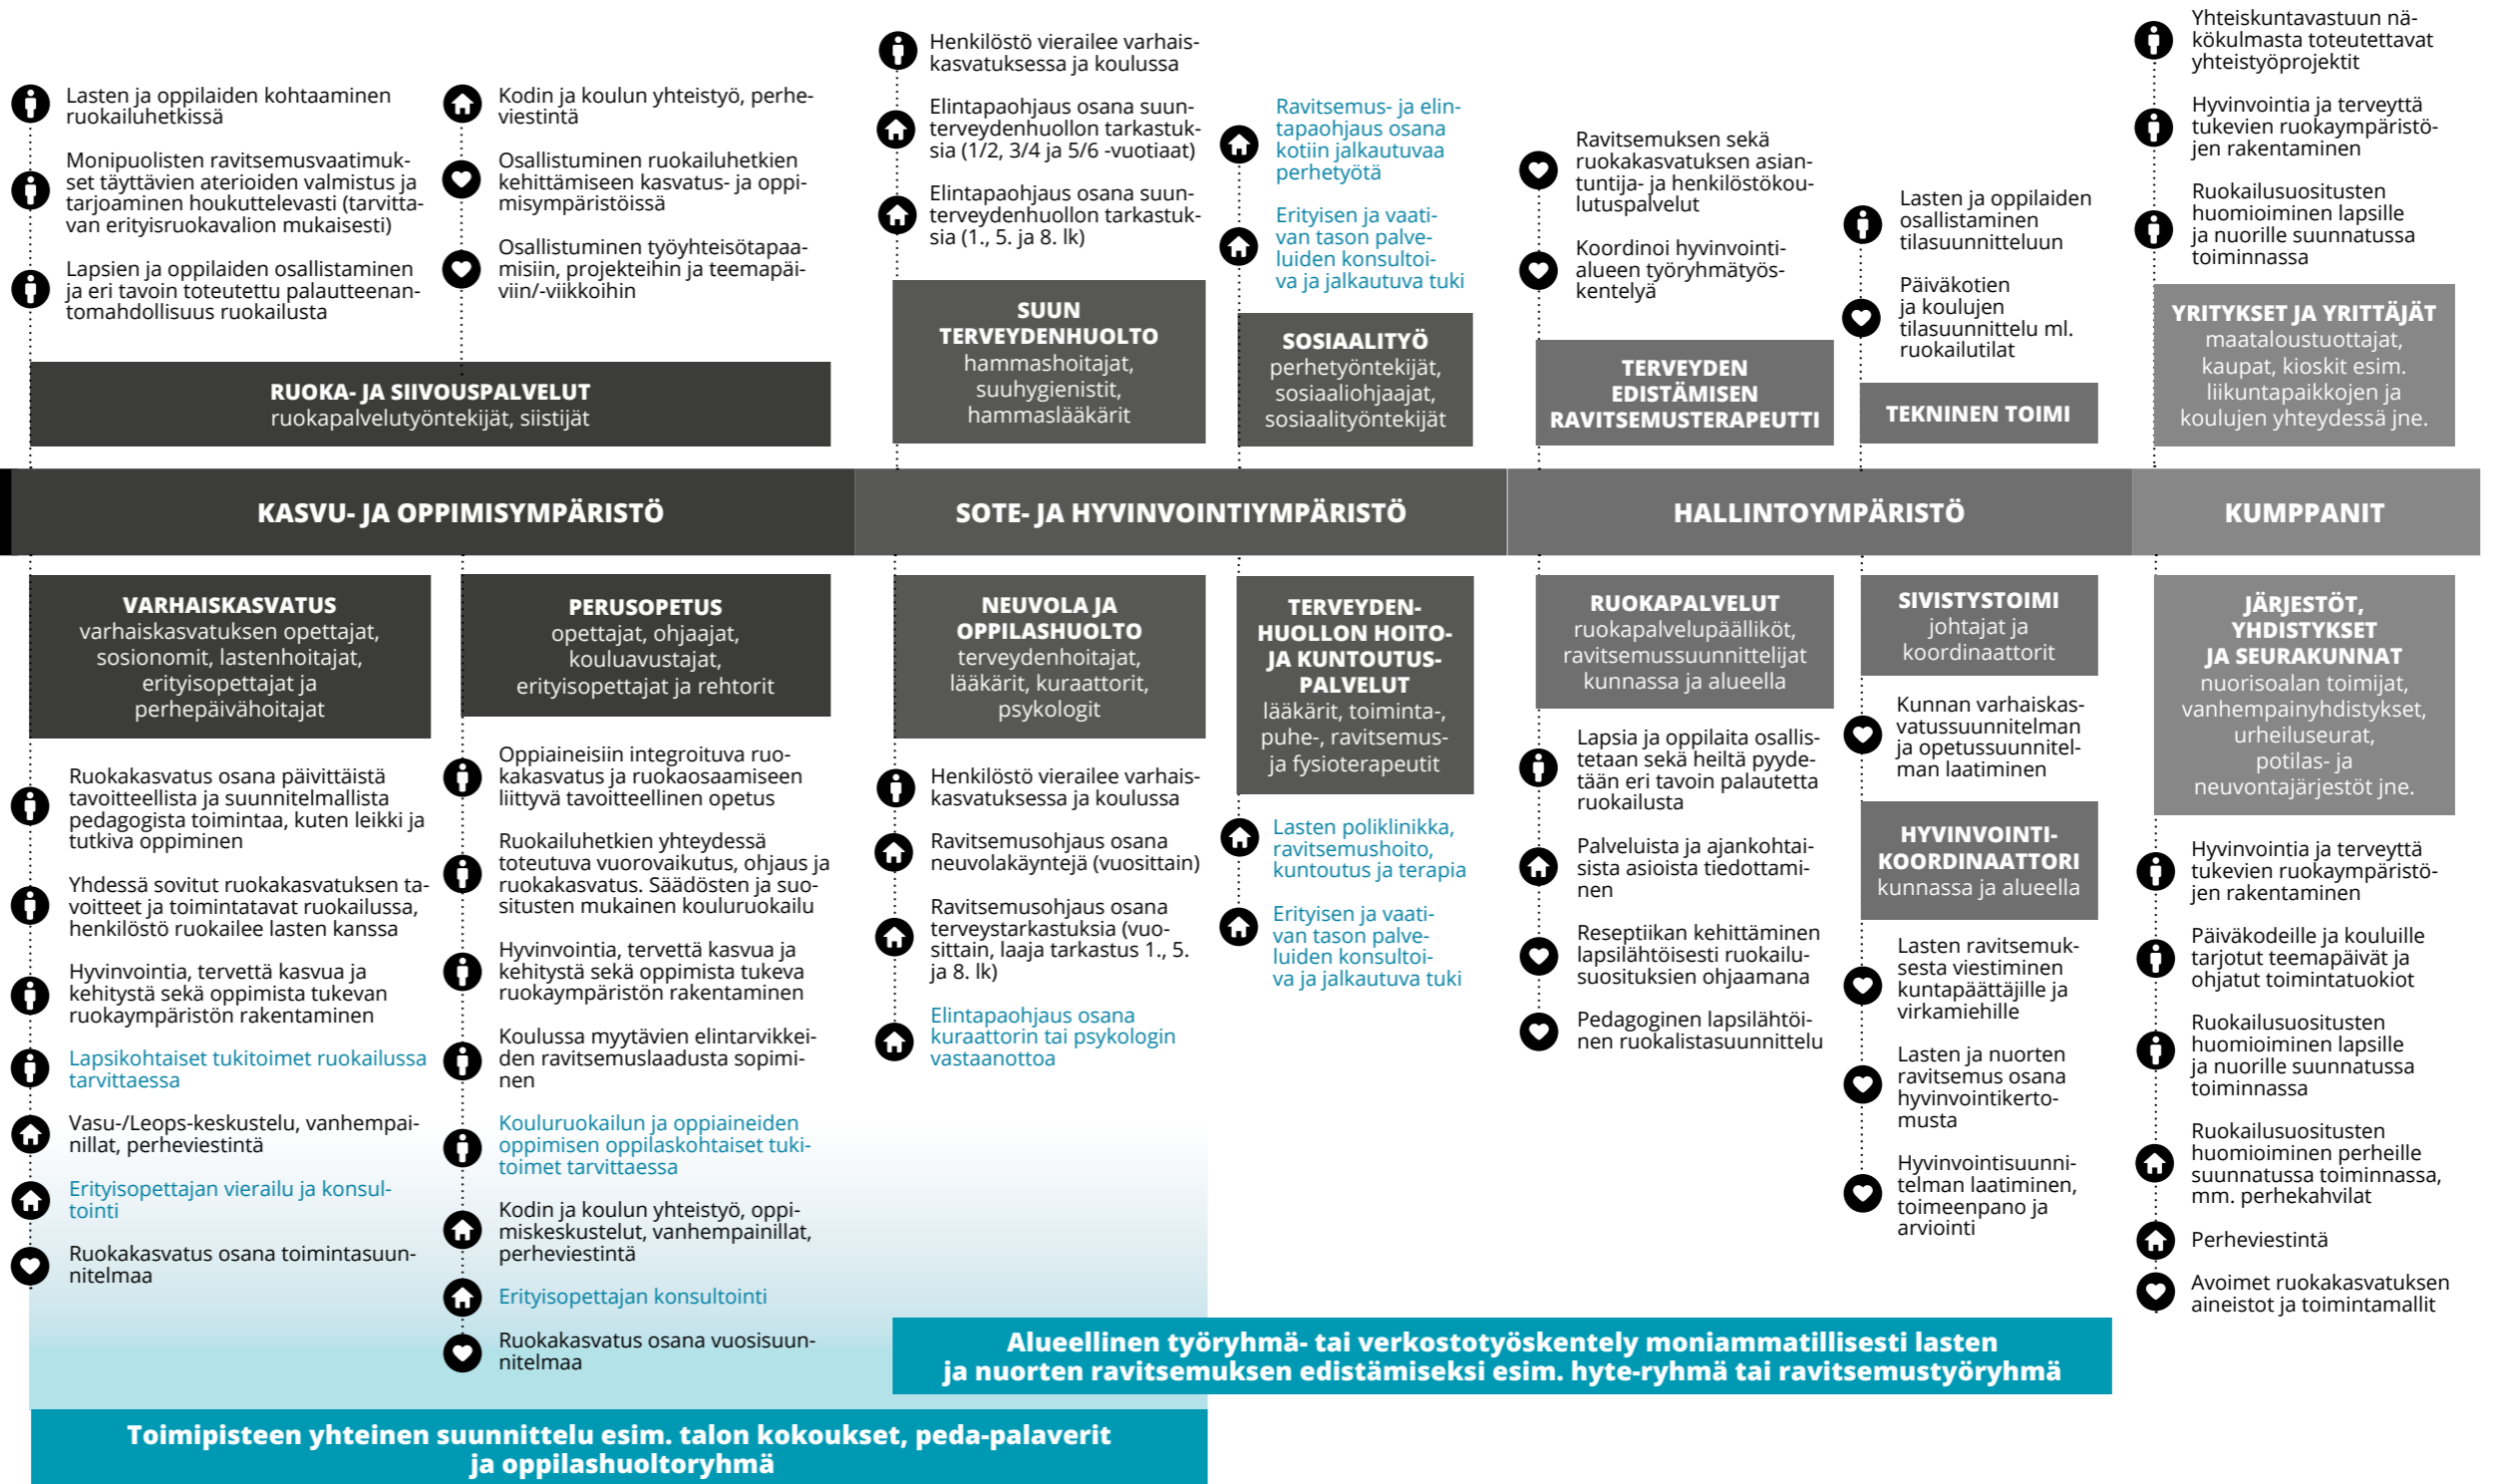 Lasten ja oppilaiden kohtaaminen
ruokailuhetkissä
Monipuolisten ravitsemusvaatimuk-
set täyttävien aterioiden valmistus ja
tarjoaminen houkuttelevasti (tarvitta-
van erityisruokavalion mukaisesti)
Lapsien ja oppilaiden osallistaminen
ja eri tavoin toteutettu palautteenan-
tomahdollisuus ruokailusta
Kodin ja koulun yhteistyö, perhe-
viestintä
Osallistuminen ruokailuhetkien
kehittämiseen kasvatus- ja oppi-
misympäristöissä
Osallistuminen työyhteisötapaa-
misiin, projekteihin ja teemapäi-
viin/-viikkoihin
RUOKA- JA SIIVOUSPALVELUT
ruokapalvelutyöntekijät, siistijät
Henkilöstö vierailee varhais-
kasvatuksessa ja koulussa
Elintapaohjaus osana suun-
terveydenhuollon tarkastuk-
sia (1/2, 3/4 ja 5/6 -vuotiaat)
Elintapaohjaus osana suun-
terveydenhuollon tarkastuk-
sia (1., 5. ja 8. lk)
SUUN
TERVEYDENHUOLTO
hammashoitajat,
suuhygienistit,
hammaslääkärit
Ravitsemus- ja elin-
tapaohjaus osana
kotiin jalkautuvaa
perhetyötä
Erityisen ja vaati-
van tason palve-
luiden konsultoi-
va ja jalkautuva tuki
SOSIAALITYÖ
perhetyöntekijät,
sosiaaliohjaajat,
sosiaalityöntekijät
Ravitsemuksen sekä
ruokakasvatuksen asian-
tuntija- ja henkilöstökou-
lutuspalvelut
Koordinoi hyvinvointi-
alueen työryhmätyös-
kentelyä
TERVEYDEN
EDISTÄMISEN
RAVITSEMUSTERAPEUTTI
Lasten ja oppilaiden
osallistaminen
tilasuunnitteluun
Päiväkotien
ja koulujen
tilasuunnittelu ml.
ruokailutilat
TEKNINEN TOIMI
Yhteiskuntavastuun nä-
kökulmasta toteutettavat
yhteistyöprojektit
Hyvinvointia ja terveyttä
tukevien ruokaympäristö-
jen rakentaminen
Ruokailusuositusten
huomioiminen lapsille
ja nuorille suunnatussa
toiminnassa
YRITYKSET JA YRITTÄJÄT
maataloustuottajat,
kaupat, kioskit esim.
liikuntapaikkojen ja
koulujen yhteydessä jne.
KASVU- JA OPPIMISYMPÄRISTÖ
SOTE- JA HYVINVOINTIYMPÄRISTÖ
HALLINTOYMPÄRISTÖ
KUMPPANIT
VARHAISKASVATUS
varhaiskasvatuksen opettajat,
sosionomit, lastenhoitajat,
erityisopettajat ja
perhepäivähoitajat
Ruokakasvatus osana päivittäistä
tavoitteellista ja suunnitelmallista
pedagogista toimintaa, kuten leikki ja
tutkiva oppiminen
Yhdessä sovitut ruokakasvatuksen ta-
voitteet ja toimintatavat ruokailussa,
henkilöstö ruokailee lasten kanssa
Hyvinvointia, tervettä kasvua ja
kehitystä sekä oppimista tukevan
ruokaympäristön rakentaminen
Lapsikohtaiset tukitoimet ruokailussa
tarvittaessa
Vasu-/Leops-keskustelu, vanhempai-
nillat, perheviestintä
Erityisopettajan vierailu ja konsul-
tointi
Ruokakasvatus osana toimintasuun-
nitelmaa
PERUSOPETUS
opettajat, ohjaajat,
kouluavustajat,
erityisopettajat ja rehtorit
Oppiaineisiin integroituva ruo-
kakasvatus ja ruokaosaamiseen
liittyvä tavoitteellinen opetus
Ruokailuhetkien yhteydessä
toteutuva vuorovaikutus, ohjaus ja
ruokakasvatus. Säädösten ja suo-
situsten mukainen kouluruokailu
Hyvinvointia, tervettä kasvua ja
kehitystä sekä oppimista tukeva
ruokaympäristön rakentaminen
Koulussa myytävien elintarvikkei-
den ravitsemuslaadusta sopimi-
nen
Kouluruokailun ja oppiaineiden
oppimisen oppilaskohtaiset tuki-
toimet tarvittaessa
Kodin ja koulun yhteistyö, oppi-
miskeskustelut, vanhempainillat,
perheviestintä
Erityisopettajan konsultointi
Ruokakasvatus osana vuosisuun-
nitelmaa
NEUVOLA JA
OPPILASHUOLTO
terveydenhoitajat,
lääkärit, kuraattorit,
psykologit
Henkilöstö vierailee varhais-
kasvatuksessa ja koulussa
Ravitsemusohjaus osana
neuvolakäyntejä (vuosittain)
Ravitsemusohjaus osana
terveystarkastuksia (vuo-
sittain, laaja tarkastus 1., 5.
ja 8. lk)
Elintapaohjaus osana
kuraattorin tai psykologin
vastaanottoa
TERVEYDEN-
HUOLLON HOITO-
JA KUNTOUTUS-
PALVELUT
lääkärit, toiminta-,
puhe-, ravitsemus-
ja fysioterapeutit
Lasten poliklinikka,
ravitsemushoito,
kuntoutus ja terapia
Erityisen ja vaati-
van tason palve-
luiden konsultoi-
va ja jalkautuva tuki
RUOKAPALVELUT
ruokapalvelupäälliköt,
ravitsemussuunnittelijat
kunnassa ja alueella
Lapsia ja oppilaita osallis-
tetaan sekä heiltä pyyde-
tään eri tavoin palautetta
ruokailusta
Palveluista ja ajankohtai-
sista asioista tiedottami-
nen
Reseptiikan kehittäminen
lapsilähtöisesti ruokailu-
suosituksien ohjaamana
Pedagoginen lapsilähtöi-
nen ruokalistasuunnittelu
SIVISTYSTOIMI
johtajat ja
koordinaattorit
Kunnan varhaiskas-
vatussuunnitelman
ja opetussuunnitel-
man laatiminen
HYVINVOINTI-
KOORDINAATTORI
kunnassa ja alueella
Lasten ravitsemuk-
sesta viestiminen
kuntapäättäjille ja
virkamiehille
Lasten ja nuorten
ravitsemus osana
hyvinvointikerto-
musta
Hyvinvointisuunni-
telman laatiminen,
toimeenpano ja
arviointi
JÄRJESTÖT,
YHDISTYKSET
JA SEURAKUNNAT
nuorisoalan toimijat,
vanhempainyhdistykset,
urheiluseurat,
potilas- ja
neuvontajärjestöt jne.
Hyvinvointia ja terveyttä
tukevien ruokaympäristö-
jen rakentaminen
Päiväkodeille ja kouluille
tarjotut teemapäivät ja
ohjatut toimintatuokiot
Ruokailusuositusten
huomioiminen lapsille
ja nuorille suunnatussa
toiminnassa
Ruokailusuositusten
huomioiminen perheille
suunnatussa toiminnassa,
mm. perhekahvilat
Perheviestintä
Avoimet ruokakasvatuksen
aineistot ja toimintamallit
Alueellinen työryhmä- tai verkostotyöskentely moniammatillisesti lasten
ja nuorten ravitsemuksen edistämiseksi esim. hyte-ryhmä tai ravitsemustyöryhmä
Toimipisteen yhteinen suunnittelu esim. talon kokoukset, peda-palaverit
ja oppilashuoltoryhmä